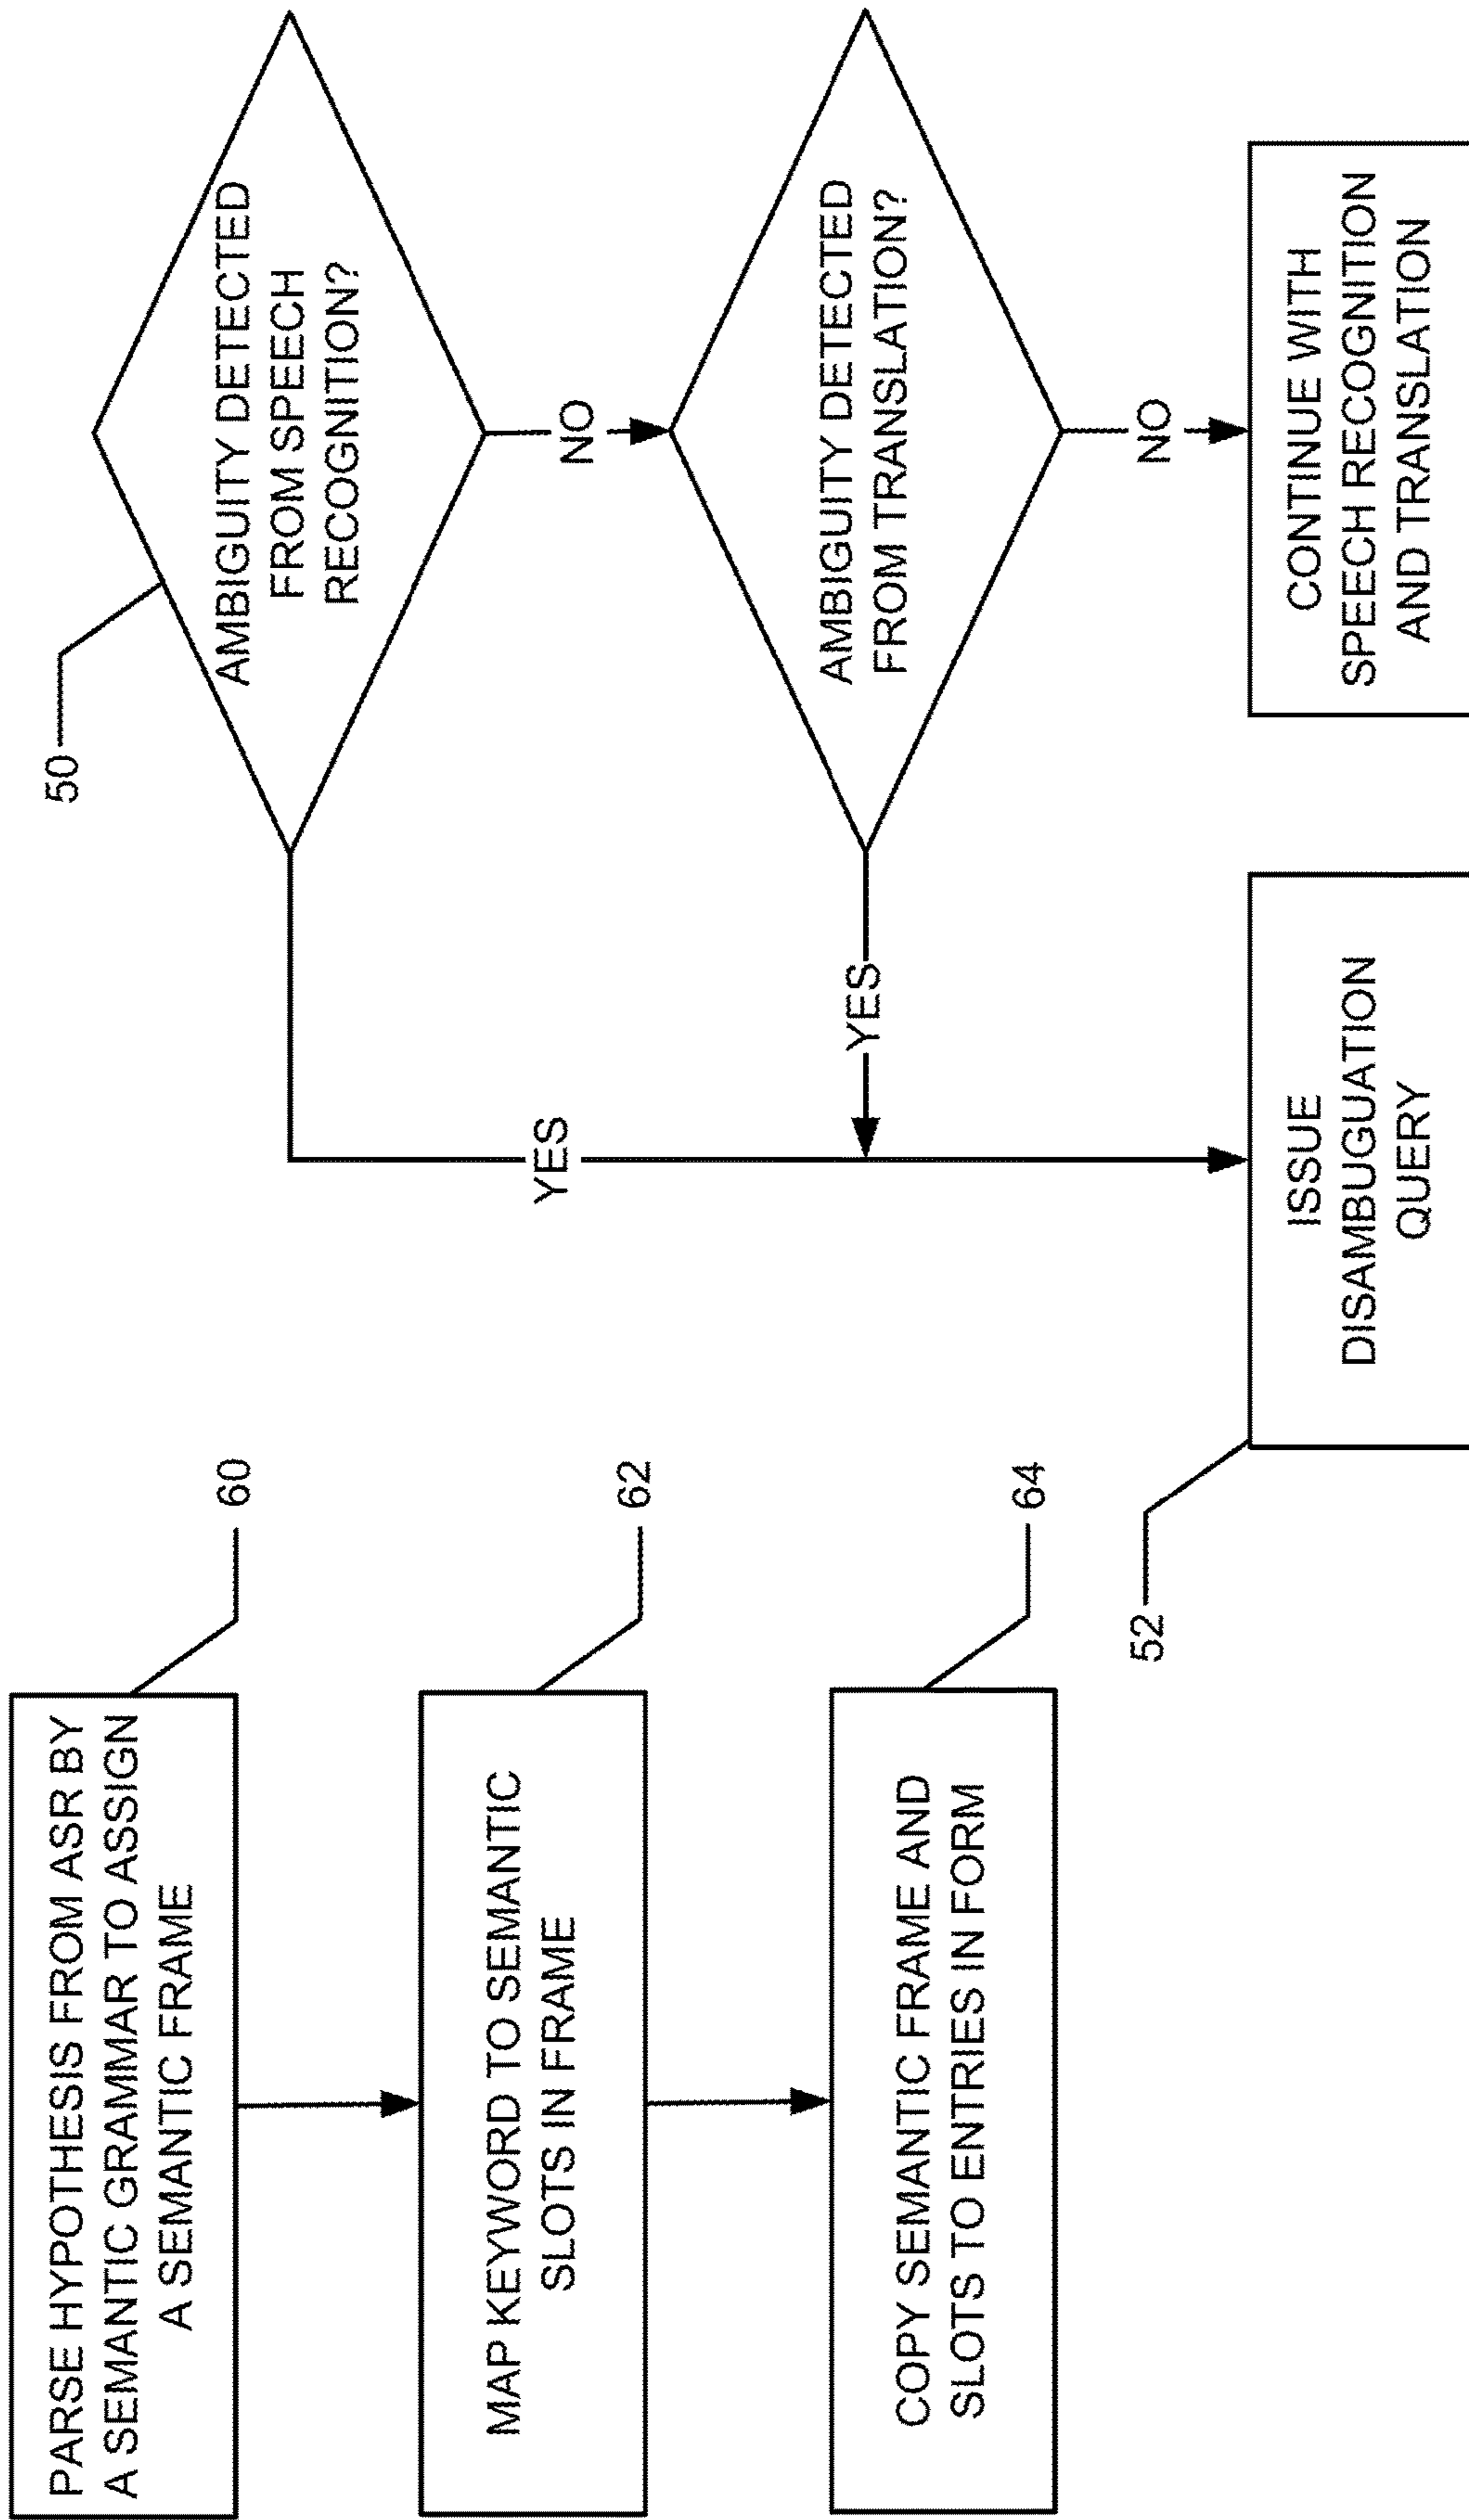 PARSE HYPOTHESIS FROM ASR BY
A SEMANTIC GRAMMAR TO ASSIGN
A SEMANTIC FRAME
60
MAP KEYWORD TO SEMANTIC
SLOTS IN FRAME
62
COPY SEMANTIC FRAME AND
SLOTS TO ENTRIES IN FORM
64
50
AMBIGUITY DETECTED
FROM SPEECH
RECOGNITION?
YES
NO
AMBIGUITY DETECTED
FROM TRANSLATION?
YES
NO
52
ISSUE
DISAMBUGUATION
QUERY
CONTINUE WITH
SPEECH RECOGNITION
AND TRANSLATION